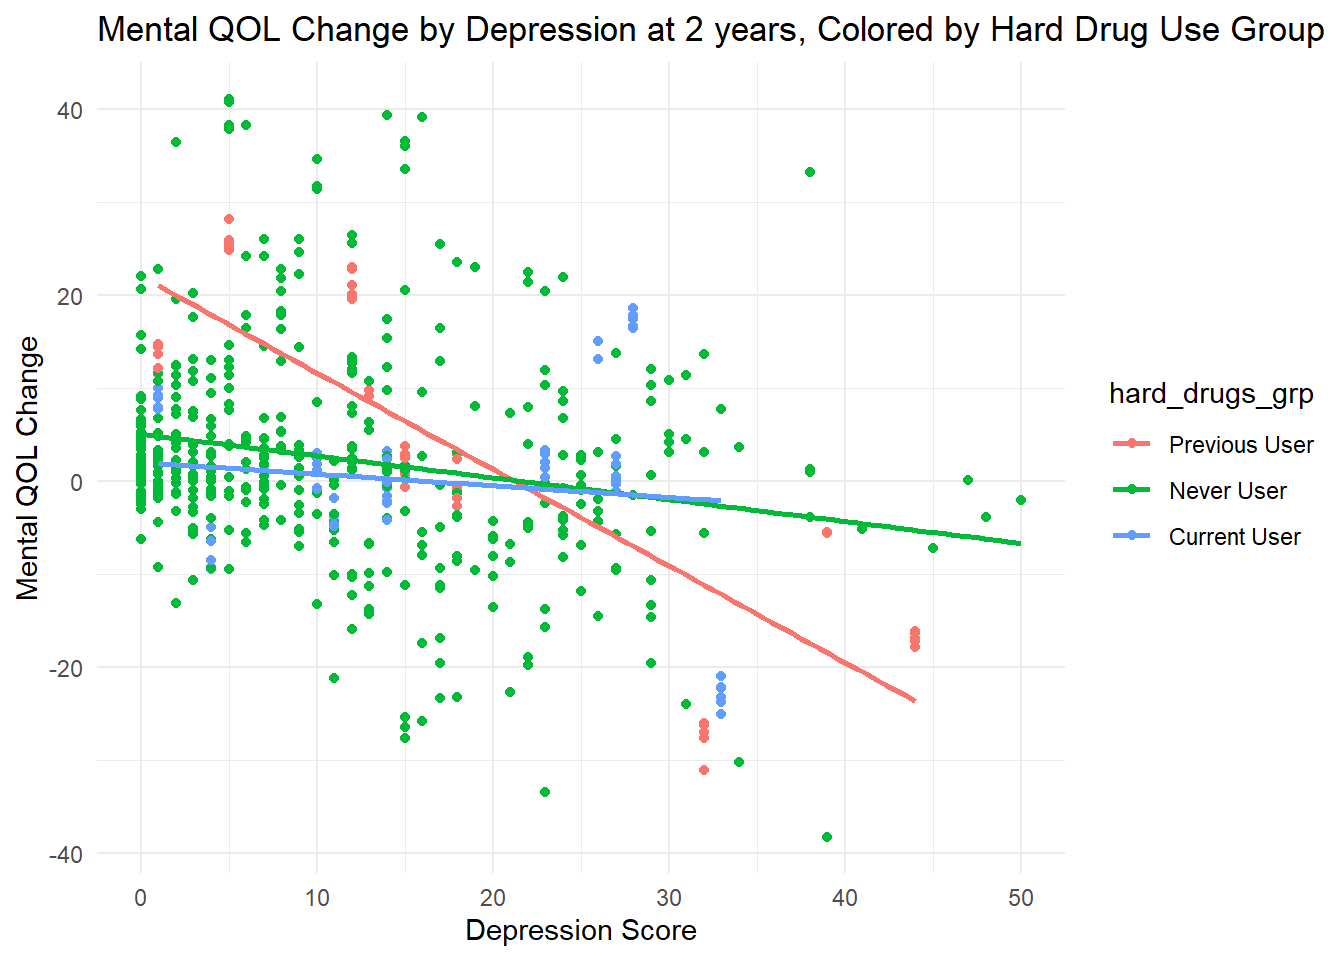 Mental QOL Change by Depression at 2 years, Colored by Hard Drug Use Group
Mental QOL Change
40
20
0
-20
-40
0 10 20 30 40 50
Depression Score
hard_drugs_grp
Previous User
Never User
Current User